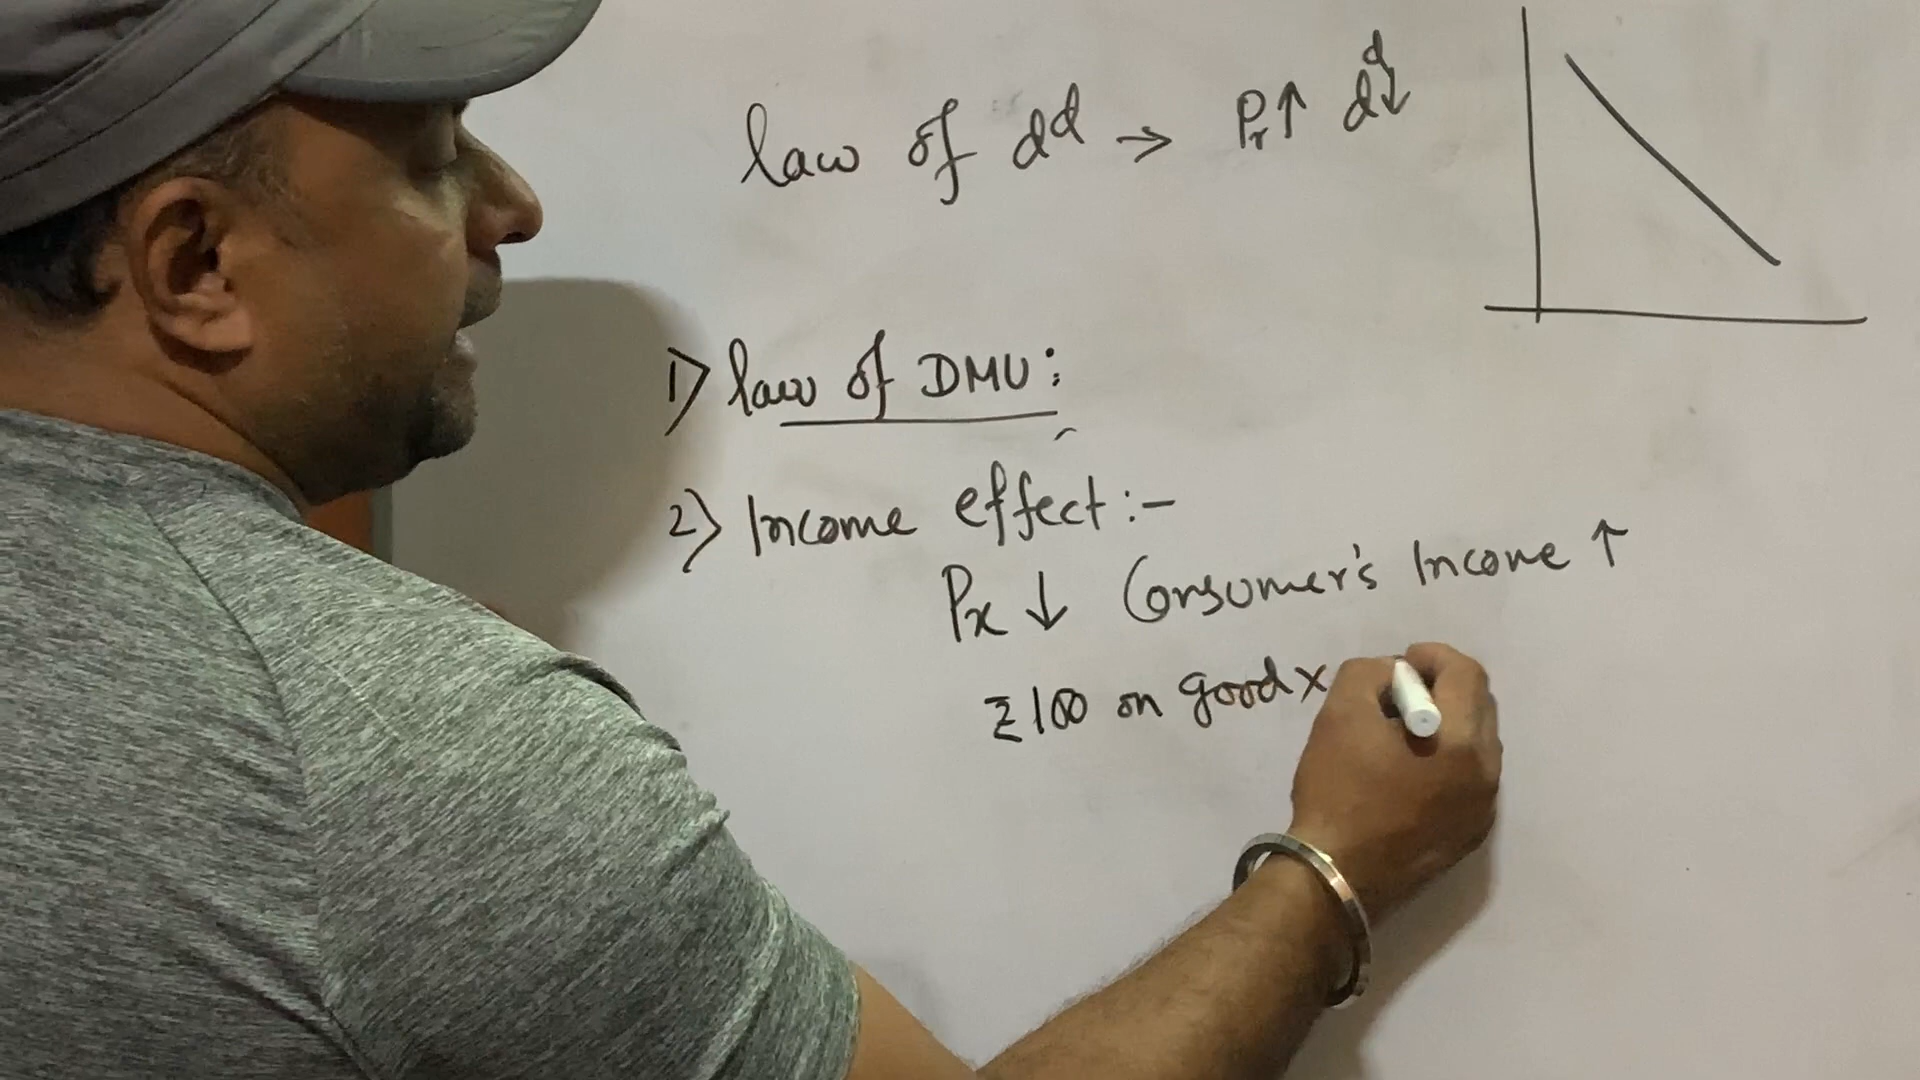 law of dd → Pr↑ dd↓
1) law of DMU:
2) Income effect :-
Px ↓ Consumer's Income ↑
₹100 on good x